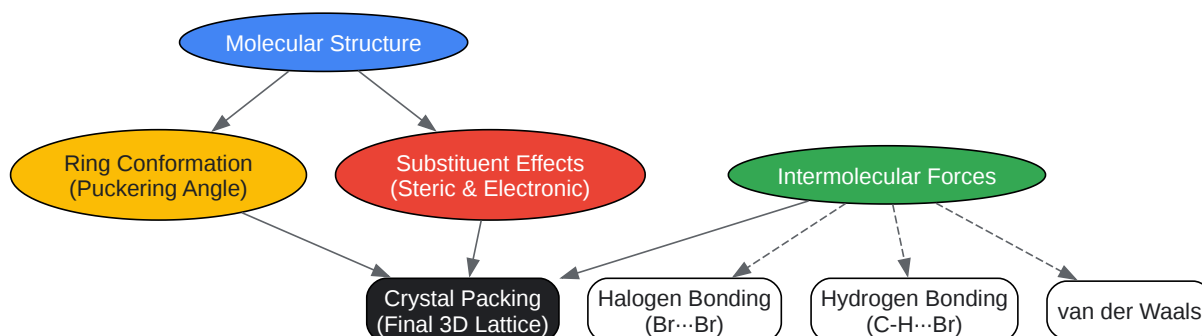 Molecular Structure
Ring Conformation
(Puckering Angle)
Substituent Effects
(Steric & Electronic)
Intermolecular Forces
Crystal Packing
(Final 3D Lattice)
Halogen Bonding
(Br···Br)
Hydrogen Bonding
(C-H···Br)
van der Waals